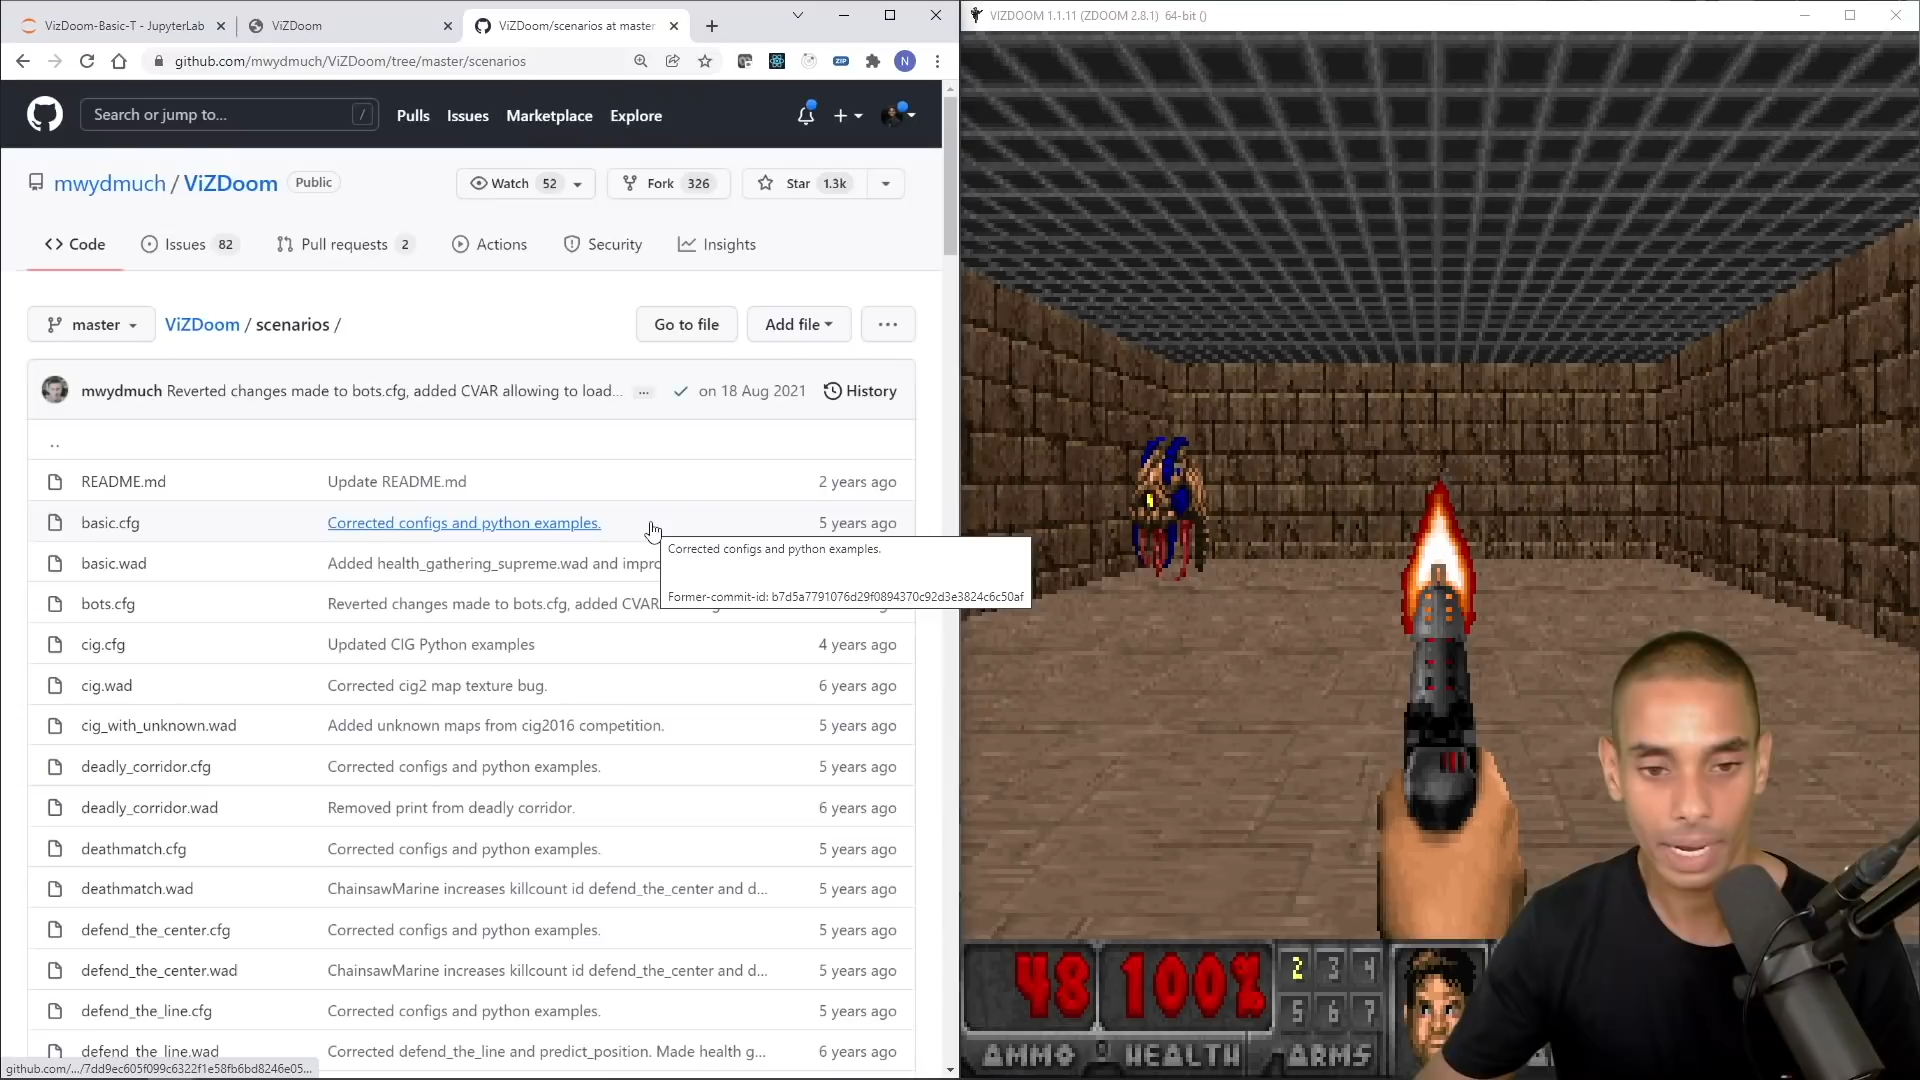 VizDoom-Basic-T - JupyterLab
ViZDoom
ViZDoom/scenarios at master
VIZDOOM 1.1.11 (ZDOOM 2.8.1) 64-bit ()
github.com/mwydmuch/ViZDoom/tree/master/scenarios
ZIP
N
Search or jump to...
/
Pulls
Issues
Marketplace
Explore
mwydmuch / ViZDoom
Public
Watch 52
Fork 326
Star 1.3k
Code
Issues 82
Pull requests 2
Actions
Security
Insights
master
ViZDoom / scenarios /
Go to file
Add file
mwydmuch Reverted changes made to bots.cfg, added CVAR allowing to load... ... on 18 Aug 2021 History
..
README.md Update README.md 2 years ago
basic.cfg Corrected configs and python examples. 5 years ago
Corrected configs and python examples.
basic.wad Added health_gathering_supreme.wad and impro
Former-commit-id: b7d5a7791076d29f0894370c92d3e3824c6c50af
bots.cfg Reverted changes made to bots.cfg, added CVAR
cig.cfg Updated CIG Python examples 4 years ago
cig.wad Corrected cig2 map texture bug. 6 years ago
cig_with_unknown.wad Added unknown maps from cig2016 competition. 5 years ago
deadly_corridor.cfg Corrected configs and python examples. 5 years ago
deadly_corridor.wad Removed print from deadly corridor. 6 years ago
deathmatch.cfg Corrected configs and python examples. 5 years ago
deathmatch.wad ChainsawMarine increases killcount id defend_the_center and d... 5 years ago
defend_the_center.cfg Corrected configs and python examples. 5 years ago
defend_the_center.wad ChainsawMarine increases killcount id defend_the_center and d... 5 years ago
defend_the_line.cfg Corrected configs and python examples. 5 years ago
defend_the_line.wad Corrected defend_the_line and predict_position. Made health g... 6 years ago
github.com/.../7dd9ec605f099c6322f1e58fb6bd8246e05...
48 100% 2 3 4
5 6 7
AMMO HEALTH ARMS